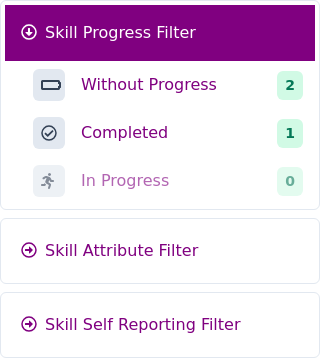 Skill Progress Filter
Without Progress 2
Completed 1
In Progress 0
Skill Attribute Filter
Skill Self Reporting Filter